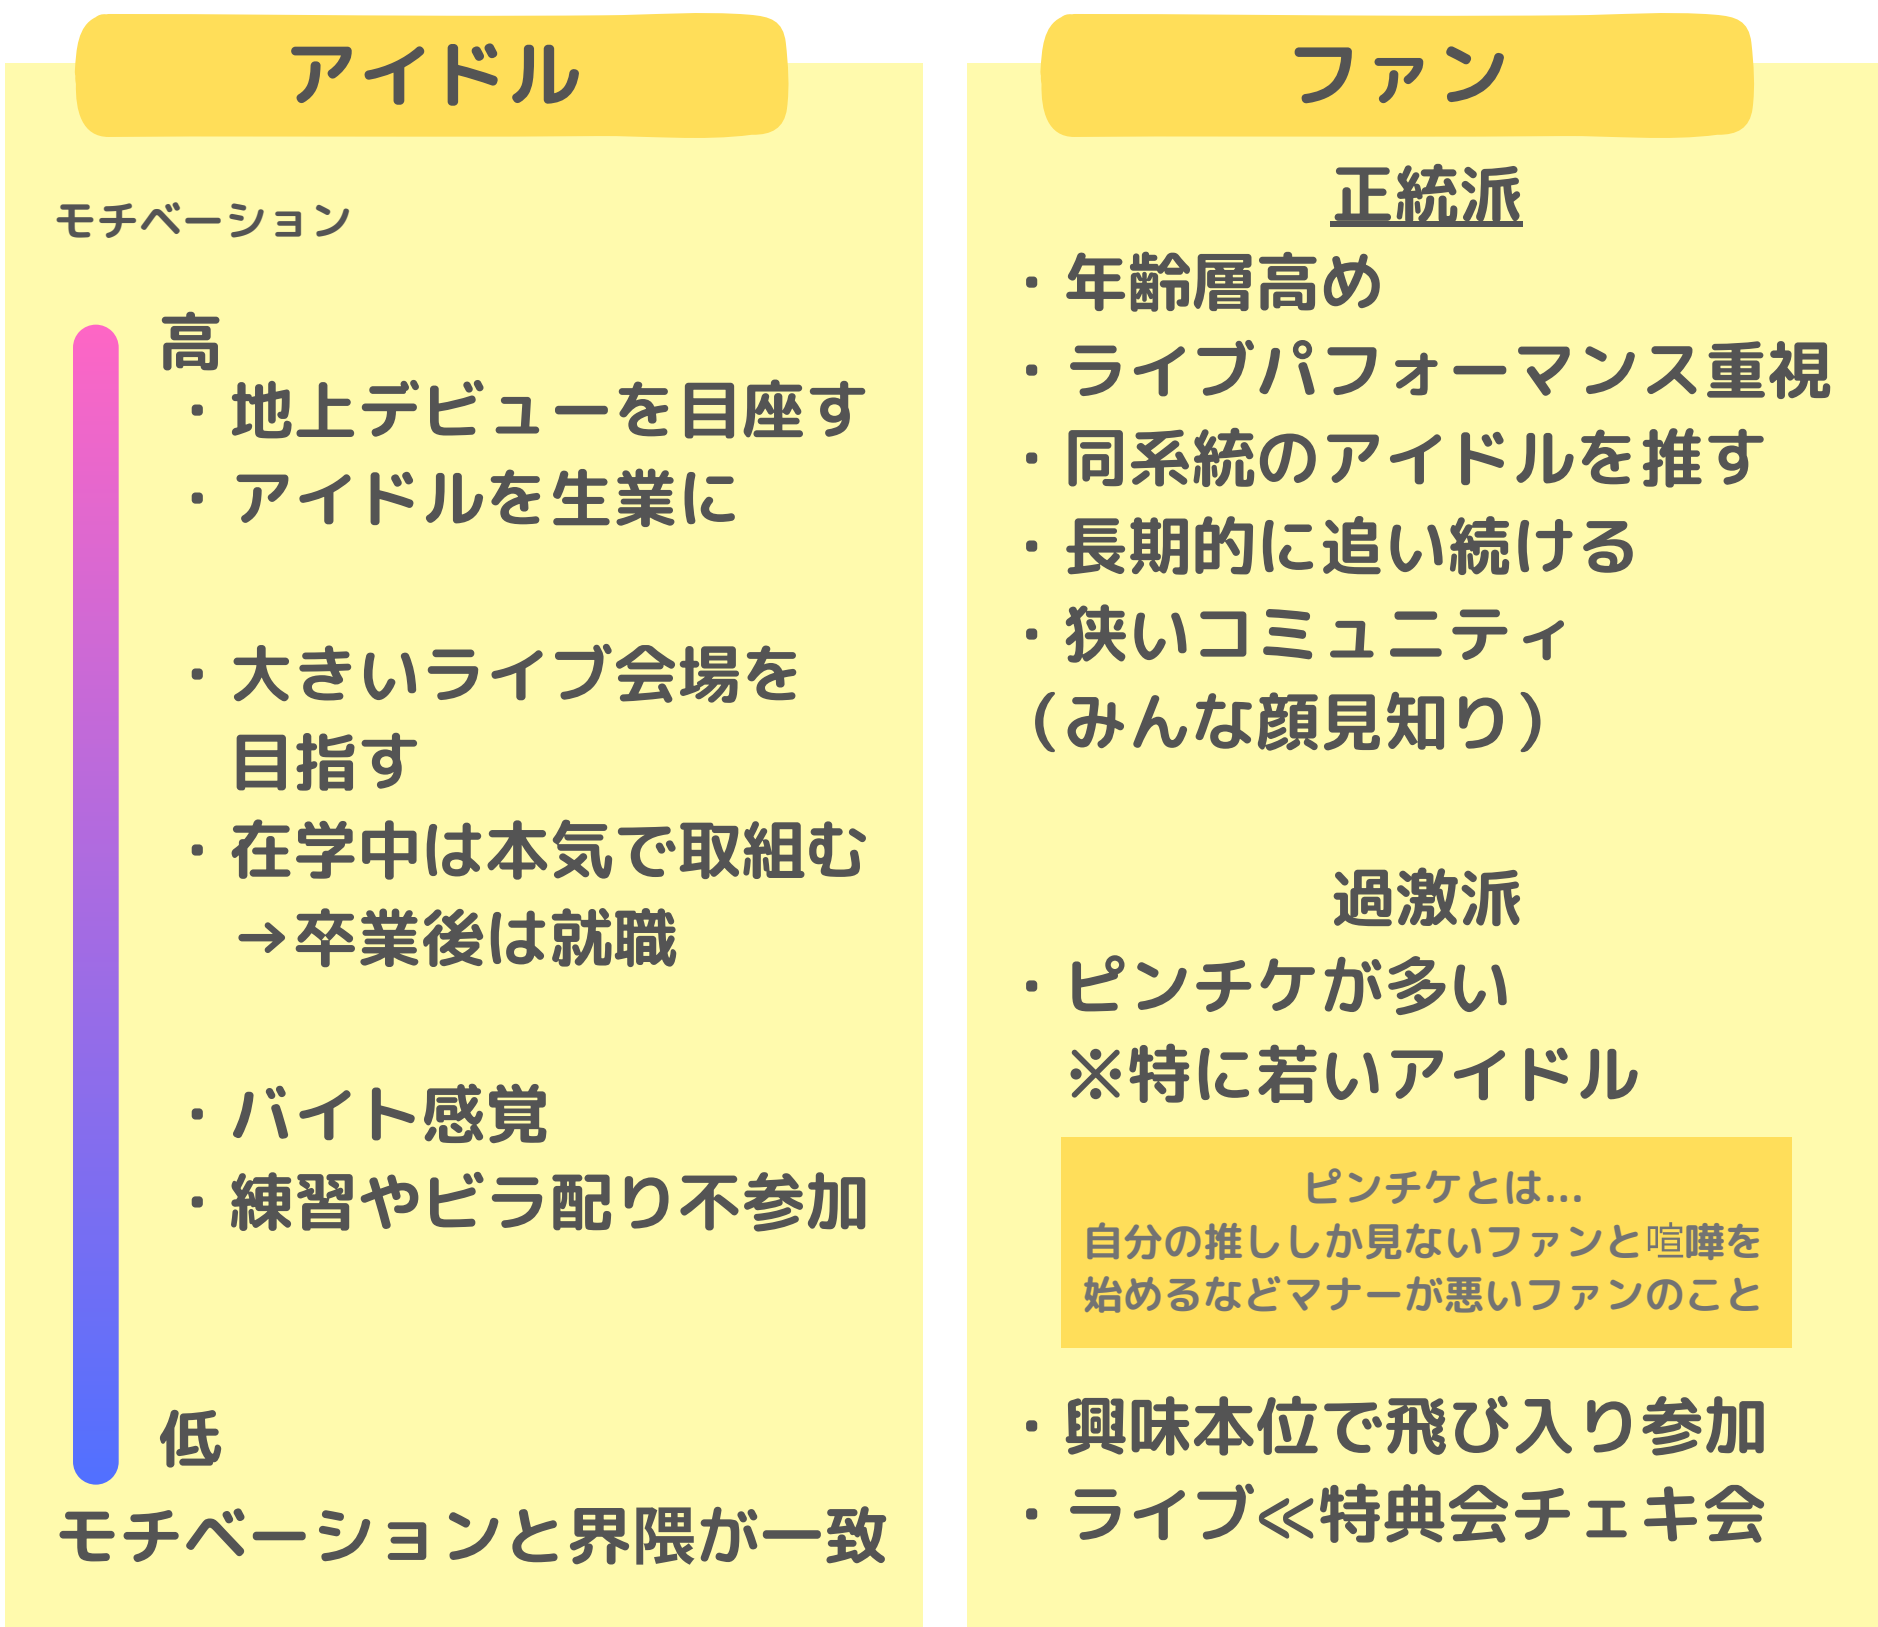 アイドル
モチベーション
高
・地上デビューを目座す
・アイドルを生業に
・大きいライブ会場を
目指す
・在学中は本気で取組む
→卒業後は就職
・バイト感覚
・練習やビラ配り不参加
低
モチベーションと界隈が一致
ファン
正統派
・年齢層高め
・ライブパフォーマンス重視
・同系統のアイドルを推す
・長期的に追い続ける
・狭いコミュニティ
（みんな顔見知り）
過激派
・ピンチケが多い
※特に若いアイドル
ピンチケとは...
自分の推ししか見ないファンと喧嘩を
始めるなどマナーが悪いファンのこと
・興味本位で飛び入り参加
・ライブ≪特典会チェキ会